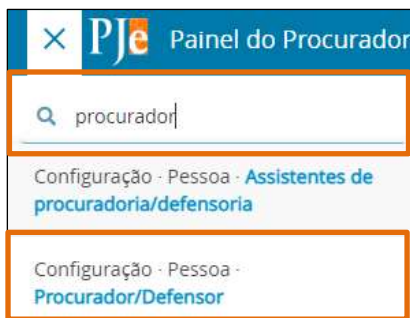 PJe Painel do Procurador
procurador
Configuração · Pessoa · Assistentes de
procuradoria/defensoria
Configuração · Pessoa ·
Procurador/Defensor